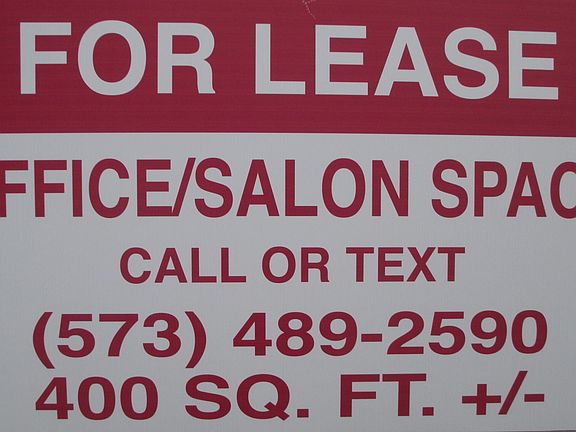 FOR LEASE
FFICE/SALON SPAC
CALL OR TEXT
(573) 489-2590
400 SQ. FT. +/-